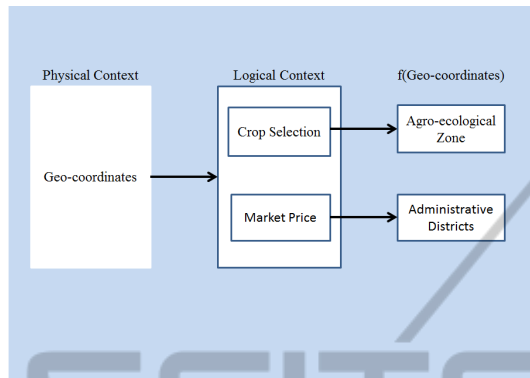 Physical Context
Logical Context
f(Geo-coordinates)
Geo-coordinates
Crop Selection
Agro-ecological
Zone
Market Price
Administrative
Districts